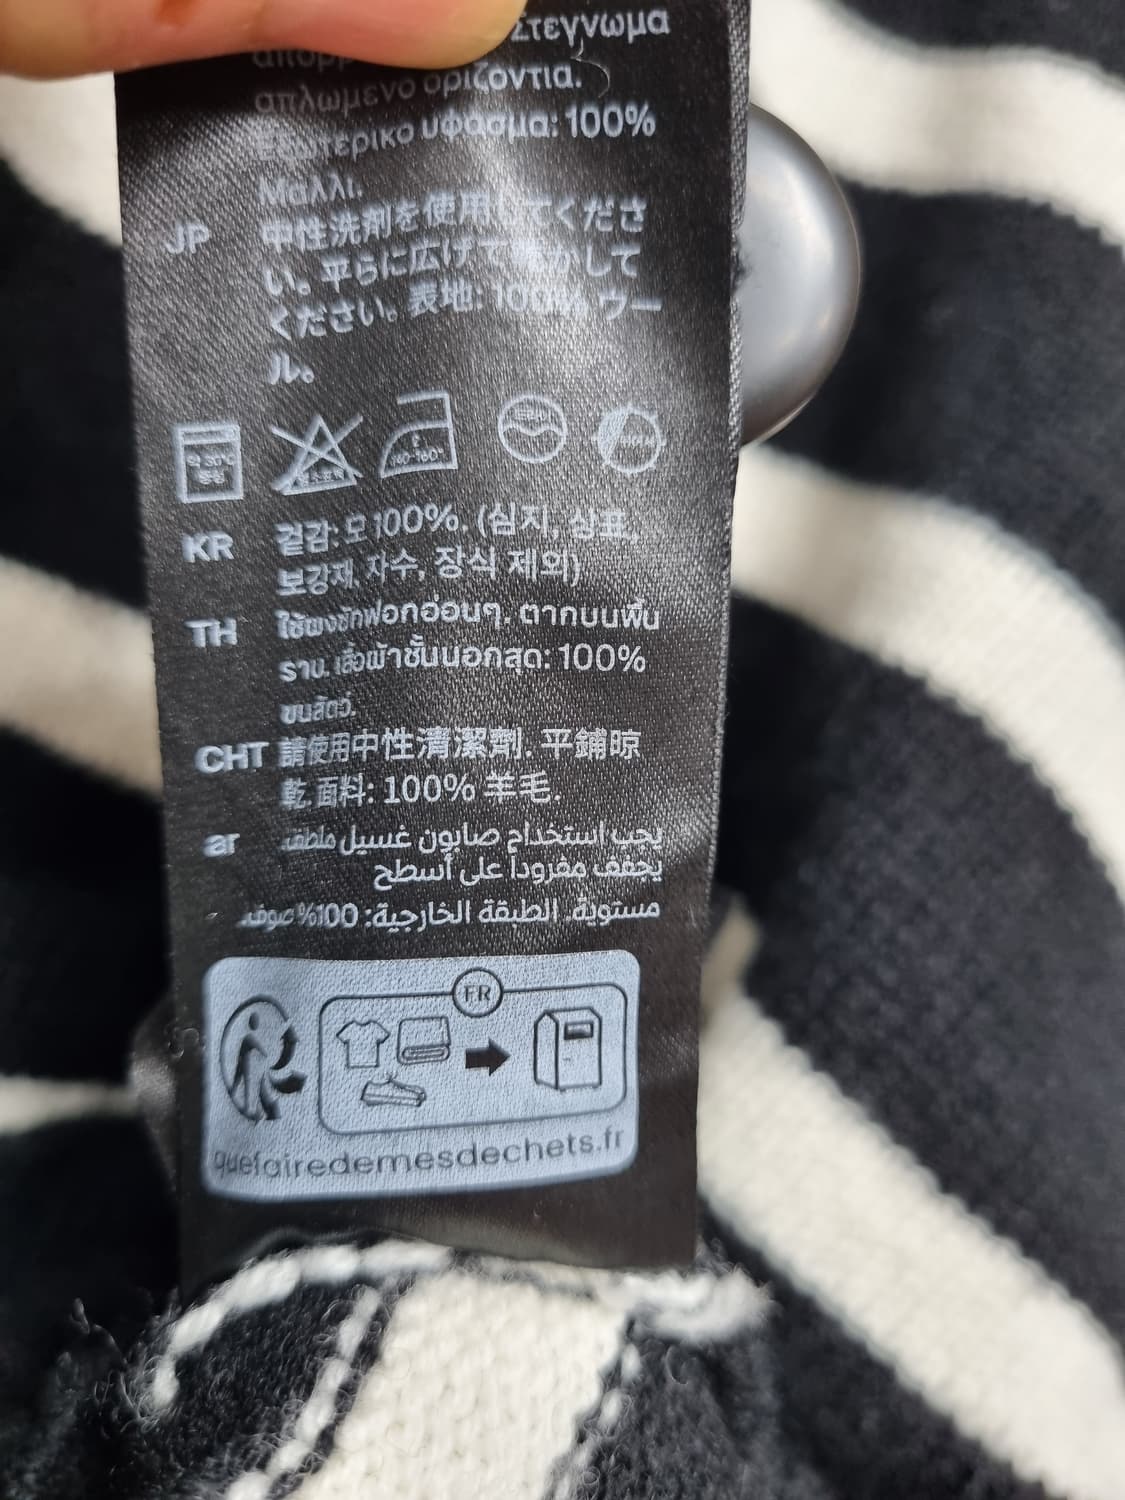 Στεγνωμα
απλωμενο οριζοντια.
Εξωτερικο υφασμα: 100%
Μαλλι.
JP 中性洗剤を使用してくださ
い。平らに広げて乾かして
ください。表地: 100% ウー
ル。
KR 겉감: 모 100%. (심지, 상표,
보강재, 자수, 장식 제외)
TH ใช้ผงซักฟอกอ่อนๆ. ตากบนพื้น
ราบ. เสื้อผ้าชั้นนอกสุด: 100%
ขนสัตว์.
CHT 請使用中性清潔劑. 平鋪晾
乾. 面料: 100% 羊毛.
ar يجب استخدام صابون غسيل ملطف.
يجفف مفروداً على أسطح
مستوية. الطبقة الخارجية: 100% صوف.
FR
quefairedemesdechets.fr